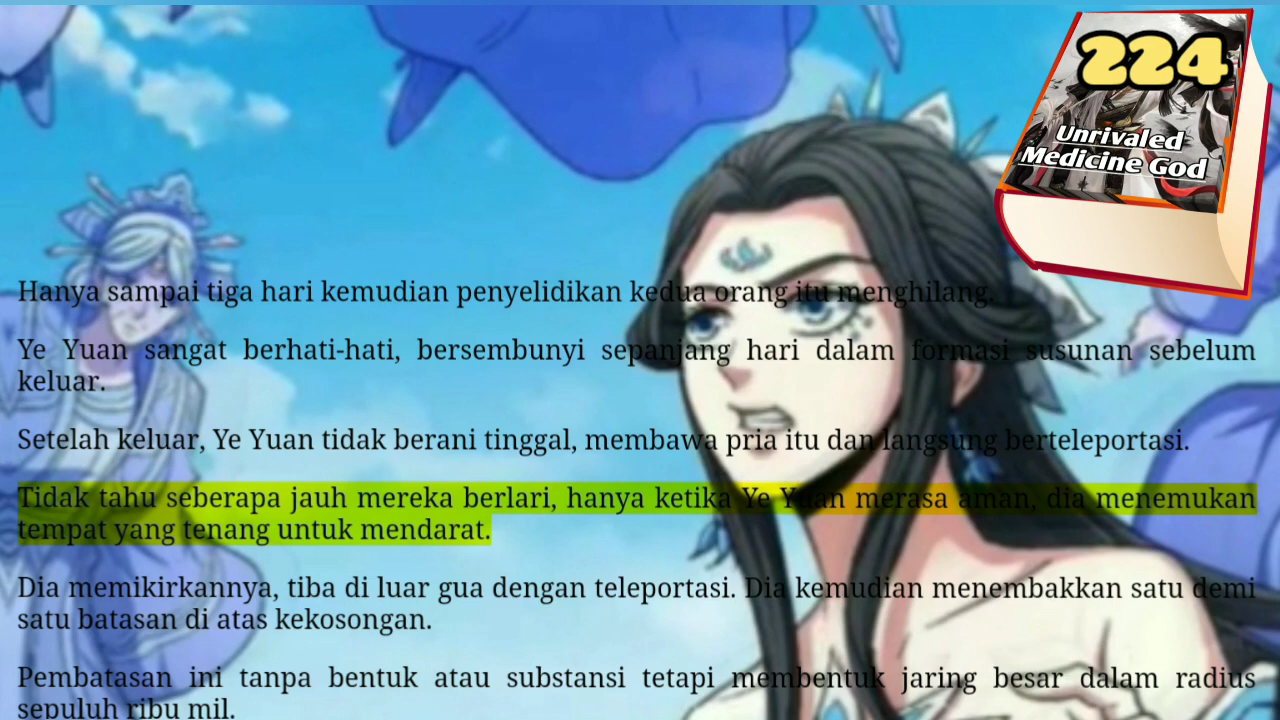 224
Unrivaled
Medicine God
Hanya sampai tiga hari kemudian penyelidikan kedua orang itu menghilang.
Ye Yuan sangat berhati-hati, bersembunyi sepanjang hari dalam formasi susunan sebelum
keluar.
Setelah keluar, Ye Yuan tidak berani tinggal, membawa pria itu dan langsung berteleportasi.
Tidak tahu seberapa jauh mereka berlari, hanya ketika Ye Yuan merasa aman, dia menemukan
tempat yang tenang untuk mendarat.
Dia memikirkannya, tiba di luar gua dengan teleportasi. Dia kemudian menembakkan satu demi
satu batasan di atas kekosongan.
Pembatasan ini tanpa bentuk atau substansi tetapi membentuk jaring besar dalam radius
sepuluh ribu mil.